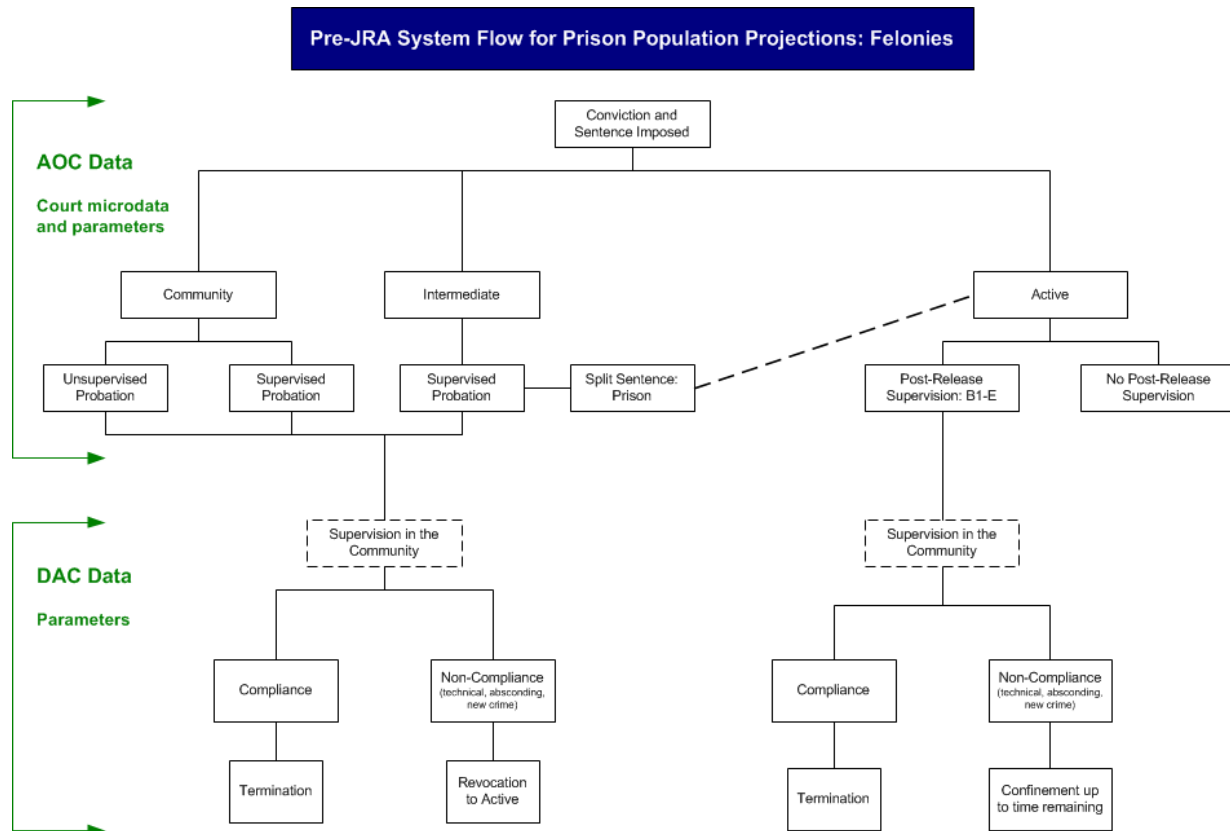 Pre-JRA System Flow for Prison Population Projections: Felonies
Conviction and
Sentence Imposed
AOC Data
Court microdata
and parameters
Community
Intermediate
Active
Unsupervised
Probation
Supervised
Probation
Supervised
Probation
Split Sentence:
Prison
Post-Release
Supervision: B1-E
No Post-Release
Supervision
Supervision in the
Community
Supervision in the
Community
DAC Data
Parameters
Compliance
Non-Compliance
(technical, absconding,
new crime)
Compliance
Non-Compliance
(technical, absconding,
new crime)
Termination
Revocation
to Active
Termination
Confinement up
to time remaining